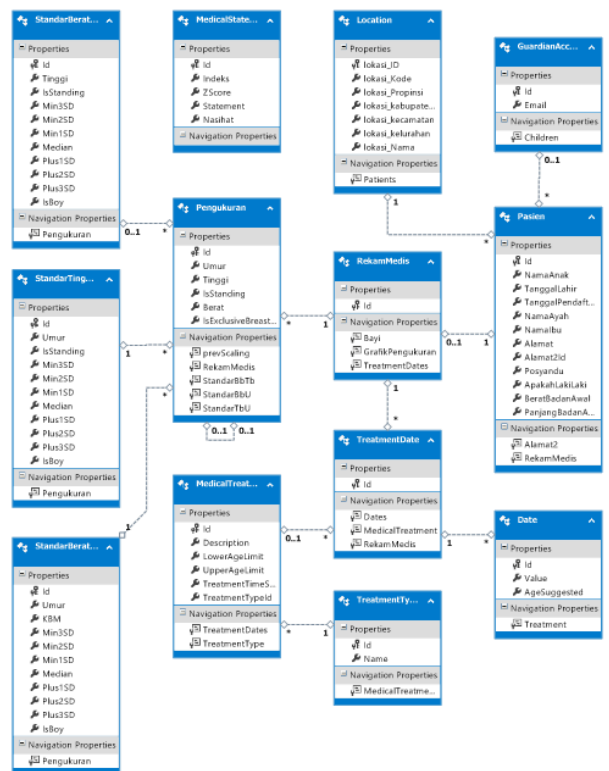 StandarBerat...
Properties
Id
Tinggi
IsStanding
Min3SD
Min2SD
Min1SD
Median
Plus1SD
Plus2SD
Plus3SD
IsBoy
Navigation Properties
Pengukuran
MedicalState...
Properties
Id
Indeks
ZScore
Statement
Nasihat
Navigation Properties
Location
Properties
lokasi_ID
lokasi_Kode
lokasi_Propinsi
lokasi_kabupate...
lokasi_kecamatan
lokasi_kelurahan
lokasi_Nama
Navigation Properties
Patients
GuardianAcc...
Properties
Id
Email
Navigation Properties
Children
0..1
*
1
*
0..1
*
Pengukuran
Properties
Id
Umur
Tinggi
IsStanding
Berat
IsExclusiveBreast...
Navigation Properties
prevScaling
RekamMedis
StandarBbTb
StandarBbU
StandarTbU
0..1
0..1
Pasien
Properties
Id
NamaAnak
TanggalLahir
TanggalPendaft...
NamaAyah
NamaIbu
Alamat
Alamat2Id
Posyandu
ApakahLakiLaki
BeratBadanAwal
PanjangBadanA...
Navigation Properties
Alamat2
RekamMedis
RekamMedis
Properties
Id
Navigation Properties
Bayi
GrafikPengukuran
TreatmentDates
*
1
0..1
1
1
*
StandarTing...
Properties
Id
Umur
IsStanding
Min3SD
Min2SD
Min1SD
Median
Plus1SD
Plus2SD
Plus3SD
IsBoy
Navigation Properties
Pengukuran
1
*
*
1
TreatmentDate
Properties
Id
Navigation Properties
Dates
MedicalTreatment
RekamMedis
MedicalTreat...
Properties
Id
Description
LowerAgeLimit
UpperAgeLimit
TreatmentTimeS...
TreatmentTypeId
Navigation Properties
TreatmentDates
TreatmentType
0..1
*
1
*
Date
Properties
Id
Value
AgeSuggested
Navigation Properties
Treatment
StandarBerat...
Properties
Id
Umur
KBM
Min3SD
Min2SD
Min1SD
Median
Plus1SD
Plus2SD
Plus3SD
IsBoy
Navigation Properties
Pengukuran
*
1
TreatmentTy...
Properties
Id
Name
Navigation Properties
MedicalTreatme...